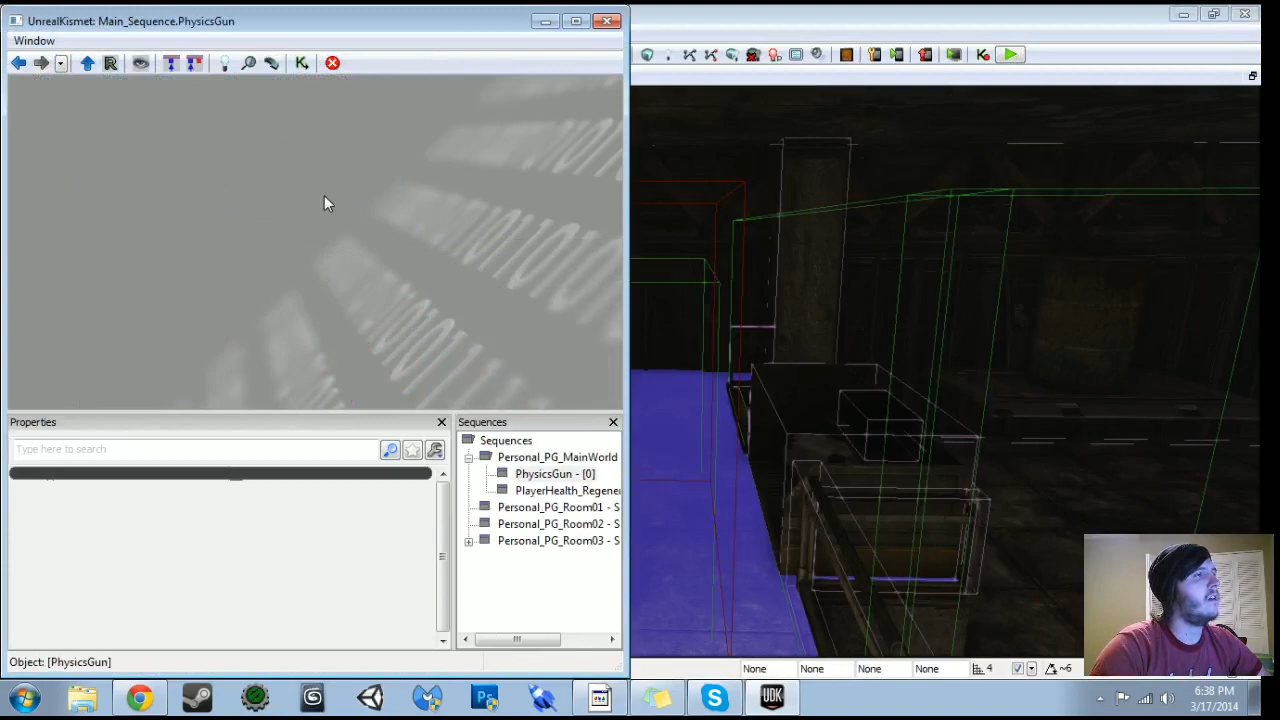 UnrealKismet: Main_Sequence.PhysicsGun
Window
Properties
Type here to search
Sequences
Sequences
Personal_PG_MainWorld
PhysicsGun - [0]
PlayerHealth_Regener
Personal_PG_Room01 - S
Personal_PG_Room02 - S
Personal_PG_Room03 - S
Object: [PhysicsGun]
None None None None 4 ~6
6:38 PM
3/17/2014